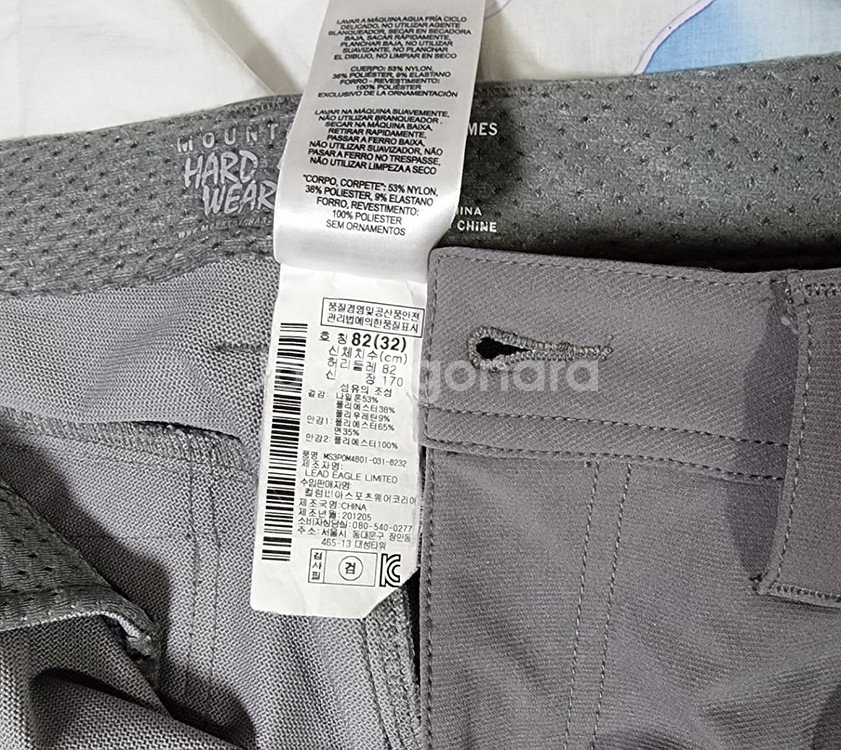 LAVAR A MÁQUINA AGUA FRÍA CICLO
DELICADO, NO UTILIZAR AGENTE
BLANQUEADOR, SECAR EN SECADORA
BAJA, SACAR RÁPIDAMENTE,
PLANCHAR BAJO, NO UTILIZAR
SUAVIZANTE, NO PLANCHAR
EL DIBUJO, NO LIMPIAR EN SECO
CUERPO: 53% NYLON,
38% POLIÉSTER, 9% ELASTANO
FORRO - REVESTIMIENTO:
100% POLIÉSTER
EXCLUSIVO DE LA ORNAMENTACIÓN
LAVAR NA MÁQUINA SUAVEMENTE,
NÃO UTILIZAR BRANQUEADOR,
SECAR NA MÁQUINA BAIXA,
RETIRAR RAPIDAMENTE,
PASSAR A FERRO BAIXO,
NÃO UTILIZAR SUAVIZADOR, NÃO
PASAR A FERRO NO TRESPASSE,
NÃO UTILIZAR LIMPEZA A SECO
"CORPO, CORPETE": 53% NYLON,
38% POLIESTER, 9% ELASTANO
FORRO, REVESTIMENTO:
100% POLIESTER
SEM ORNAMENTOS
MOUNT
HARD
WEAR
MES
INA
CHINE
품질경영및공산품안전
관리법에의한품질표시
호 칭 82(32)
신체치수(cm)
허리둘레 82
신 장 170
섬유의 조성
겉감: 나일론53%
폴리에스터38%
폴리우레탄9%
안감1: 폴리에스터65%
면35%
안감2: 폴리에스터100%
품명: MS3POM4801-031-8232
제조자명:
LEAD EAGLE LIMITED
수입판매자명:
컬럼비아스포츠웨어코리아
제조국명:CHINA
제조년월:201205
소비자상담실:080-540-0277
주소:서울시 동대문구 장안동
465-13 대성타워
검사필
검